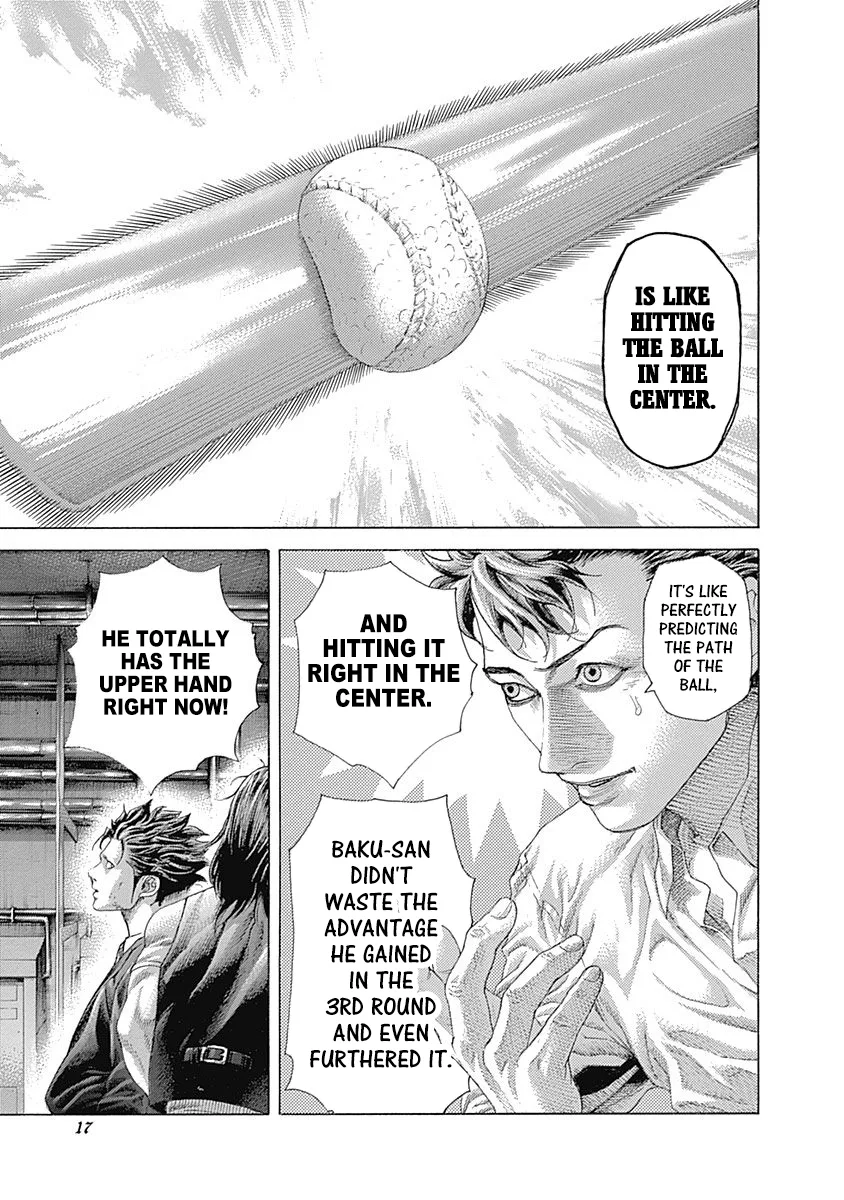 IS LIKE
HITTING
THE BALL
IN THE
CENTER.
IT'S LIKE
PERFECTLY
PREDICTING
THE PATH
OF THE
BALL,
AND
HITTING IT
RIGHT IN THE
CENTER.
BAKU-SAN
DIDN'T
WASTE THE
ADVANTAGE
HE GAINED
IN THE
3RD ROUND
AND EVEN
FURTHERED IT.
HE TOTALLY
HAS THE
UPPER HAND
RIGHT NOW!
17